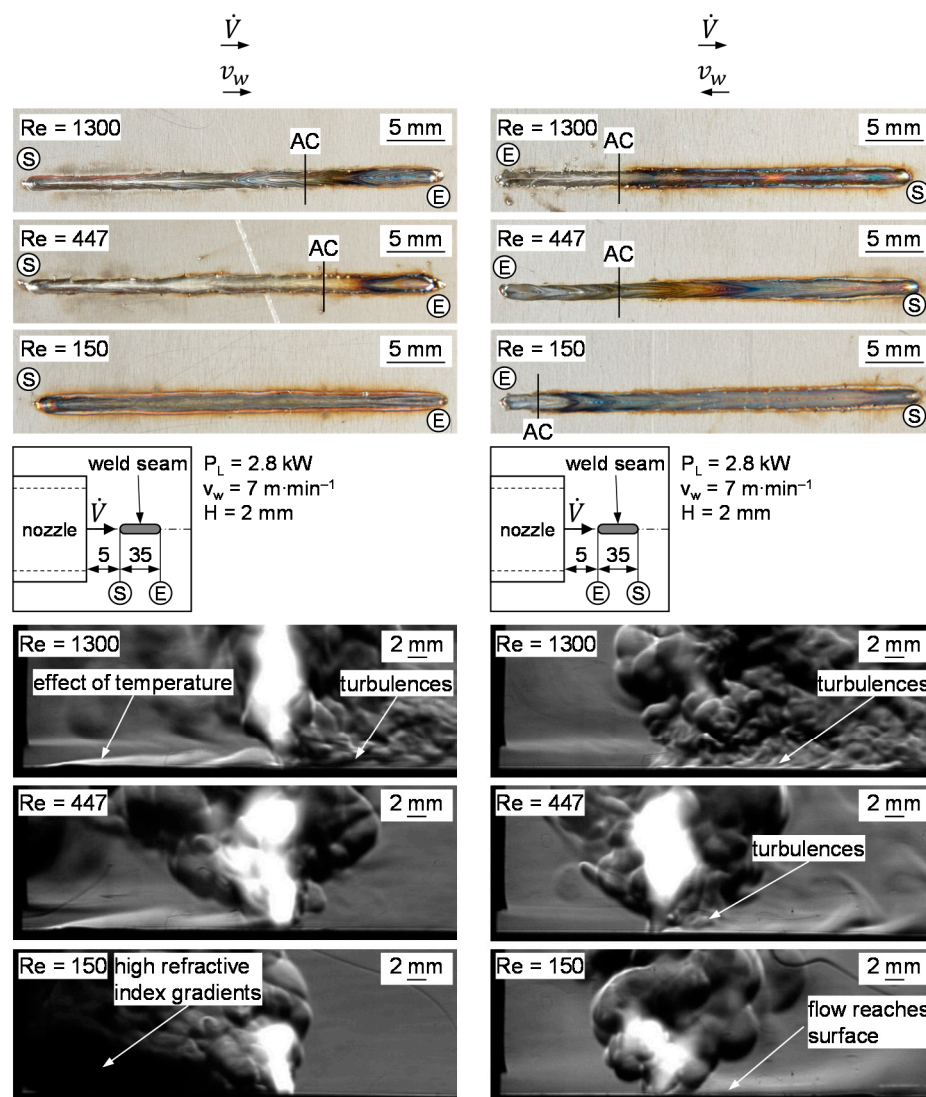 V̇
v_w
Re = 1300
5 mm
AC
S
E
Re = 447
5 mm
AC
S
E
Re = 150
5 mm
S
E
weld seam
nozzle
V̇
5
35
S
E
P_L = 2.8 kW
v_w = 7 m·min⁻¹
H = 2 mm
Re = 1300
2 mm
effect of temperature
turbulences
Re = 447
2 mm
Re = 150
high refractive
index gradients
2 mm
V̇
v_w
Re = 1300
5 mm
AC
E
S
Re = 447
5 mm
AC
E
S
Re = 150
5 mm
E
AC
S
weld seam
nozzle
V̇
5
35
E
S
P_L = 2.8 kW
v_w = 7 m·min⁻¹
H = 2 mm
Re = 1300
2 mm
turbulences
Re = 447
2 mm
turbulences
Re = 150
2 mm
flow reaches
surface